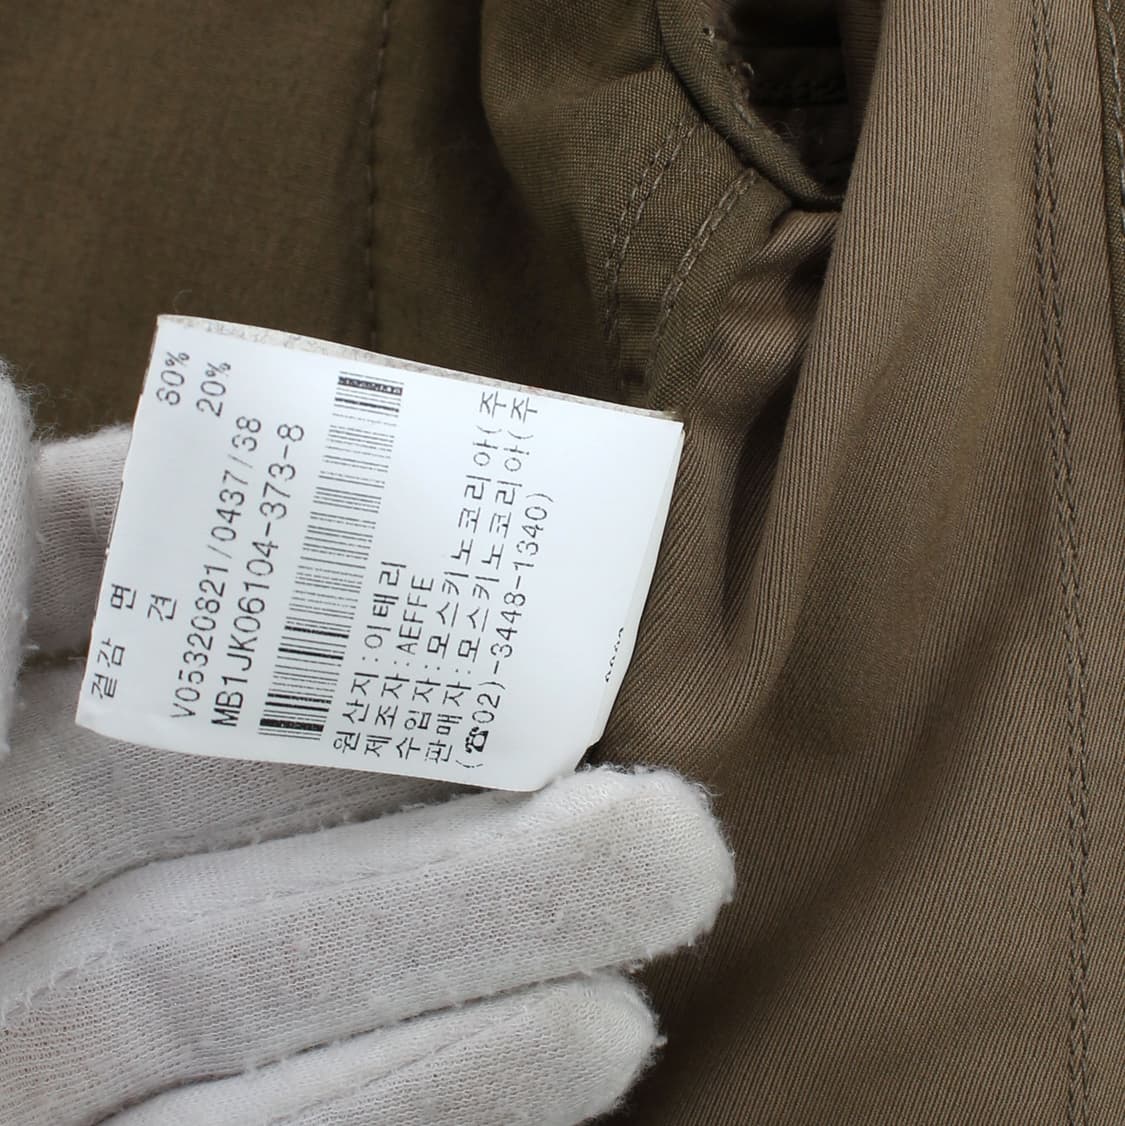 겉감 면 80%
견 20%
V05320821/0437/38
MB1JK06104-373-8
원산지:이태리
제조자:AEFFE
수입자:모스키노코리아(주
판매자:모스키노코리아(주
(☎02)-3448-1340)